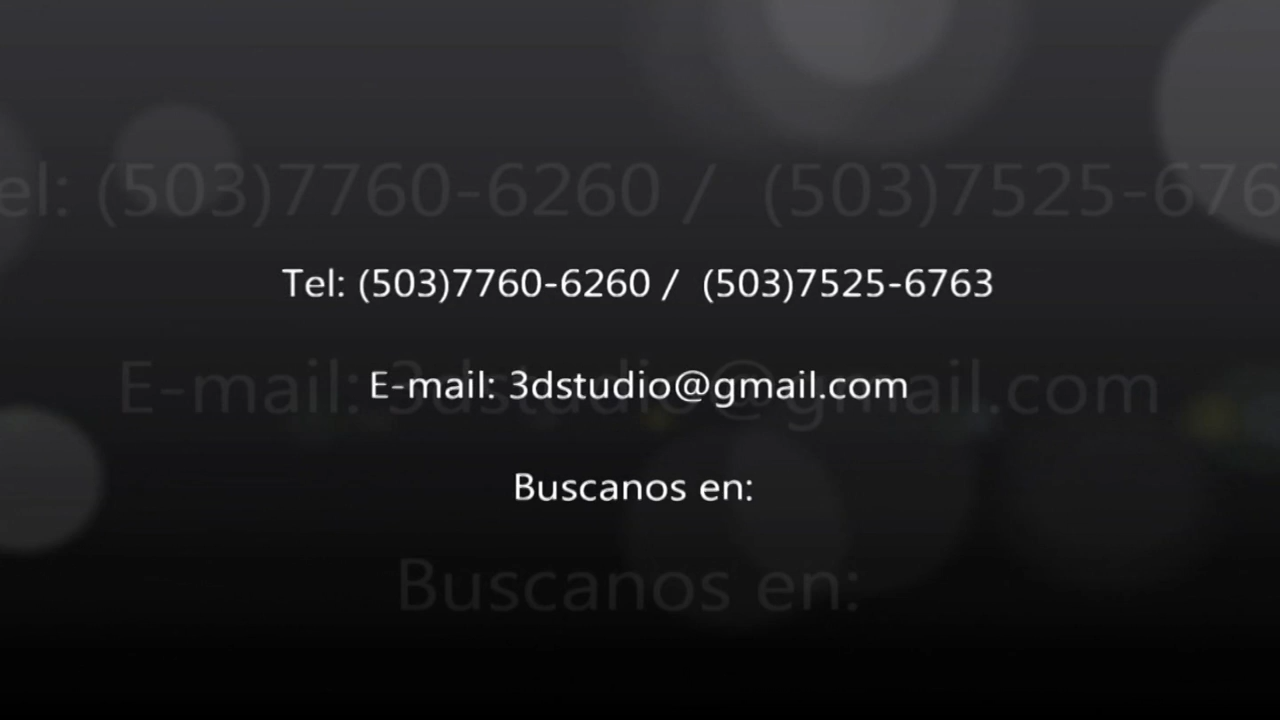 Tel: (503)7760-6260 / (503)7525-6763
E-mail: 3dstudio@gmail.com
Buscanos en: